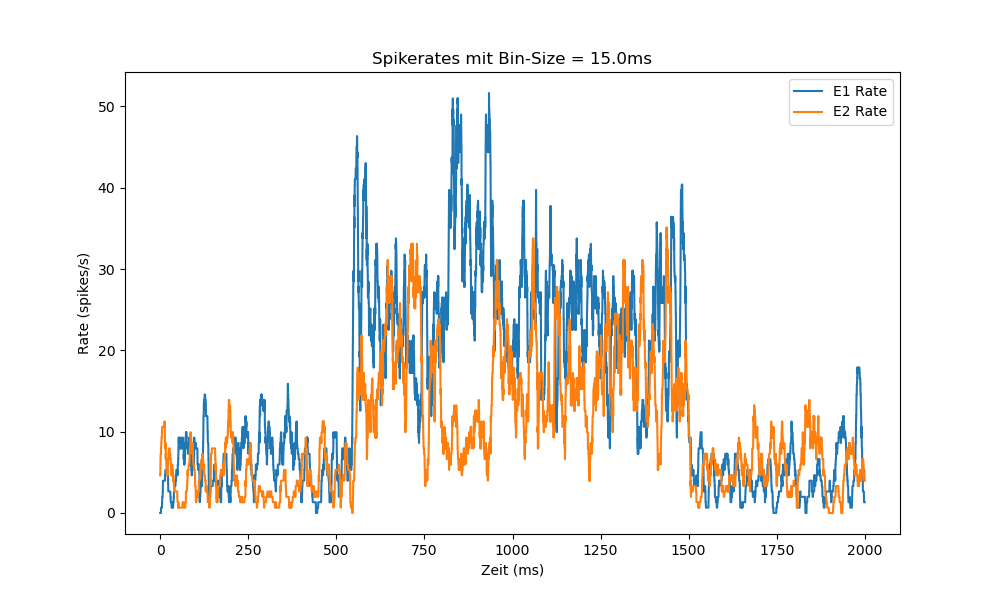 Spikerates mit Bin-Size = 15.0ms
E1 Rate
E2 Rate
50
40
30
20
10
0
Rate (spikes/s)
0 250 500 750 1000 1250 1500 1750 2000
Zeit (ms)